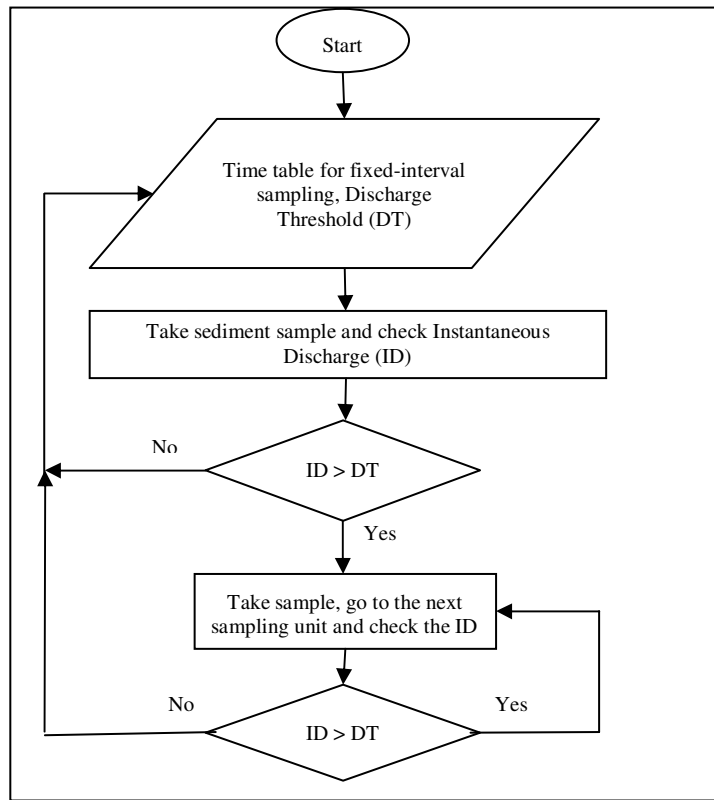 Start
Time table for fixed-interval
sampling, Discharge
Threshold (DT)
Take sediment sample and check Instantaneous
Discharge (ID)
No
ID > DT
Yes
Take sample, go to the next
sampling unit and check the ID
No
Yes
ID > DT